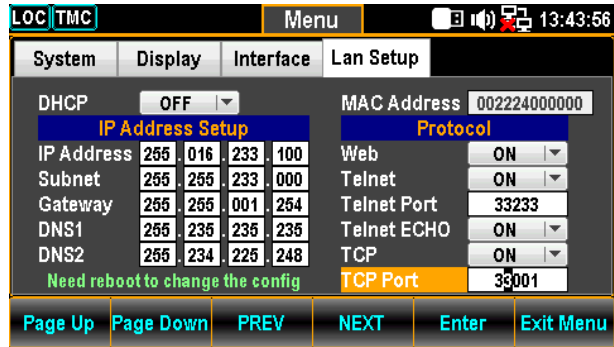 LOC TMC Menu 13:43:56
System Display Interface Lan Setup
DHCP OFF MAC Address 002224000000
IP Address Setup Protocol
IP Address 255 . 016 . 233 . 100 Web ON
Subnet 255 . 255 . 233 . 000 Telnet ON
Gateway 255 . 255 . 001 . 254 Telnet Port 33233
DNS1 255 . 235 . 235 . 235 Telnet ECHO ON
DNS2 255 . 234 . 225 . 248 TCP ON
Need reboot to change the config TCP Port 33001
Page Up Page Down PREV NEXT Enter Exit Menu